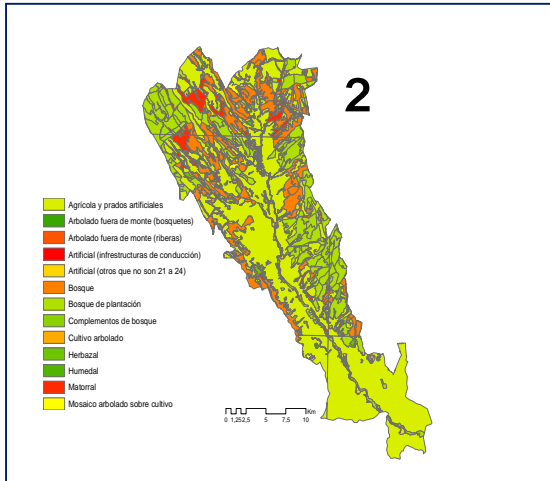 2
Agrícola y prados artificiales
Arbolado fuera de monte (bosquetes)
Arbolado fuera de monte (riberas)
Artificial (infrastructuras de conducción)
Artificial (otros que no son 21 a 24)
Bosque
Bosque de plantación
Complementos de bosque
Cultivo arbolado
Herbazal
Humedal
Matorral
Mosaico arbolado sobre cultivo
Km
0 1,252,5 5 7,5 10